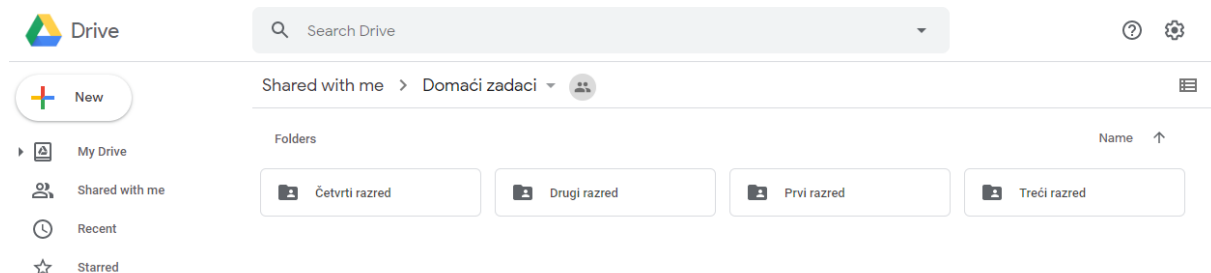 Drive
Search Drive
New
Shared with me > Domaći zadaci
My Drive
Shared with me
Recent
Starred
Folders
Name
Četvrti razred
Drugi razred
Prvi razred
Treći razred